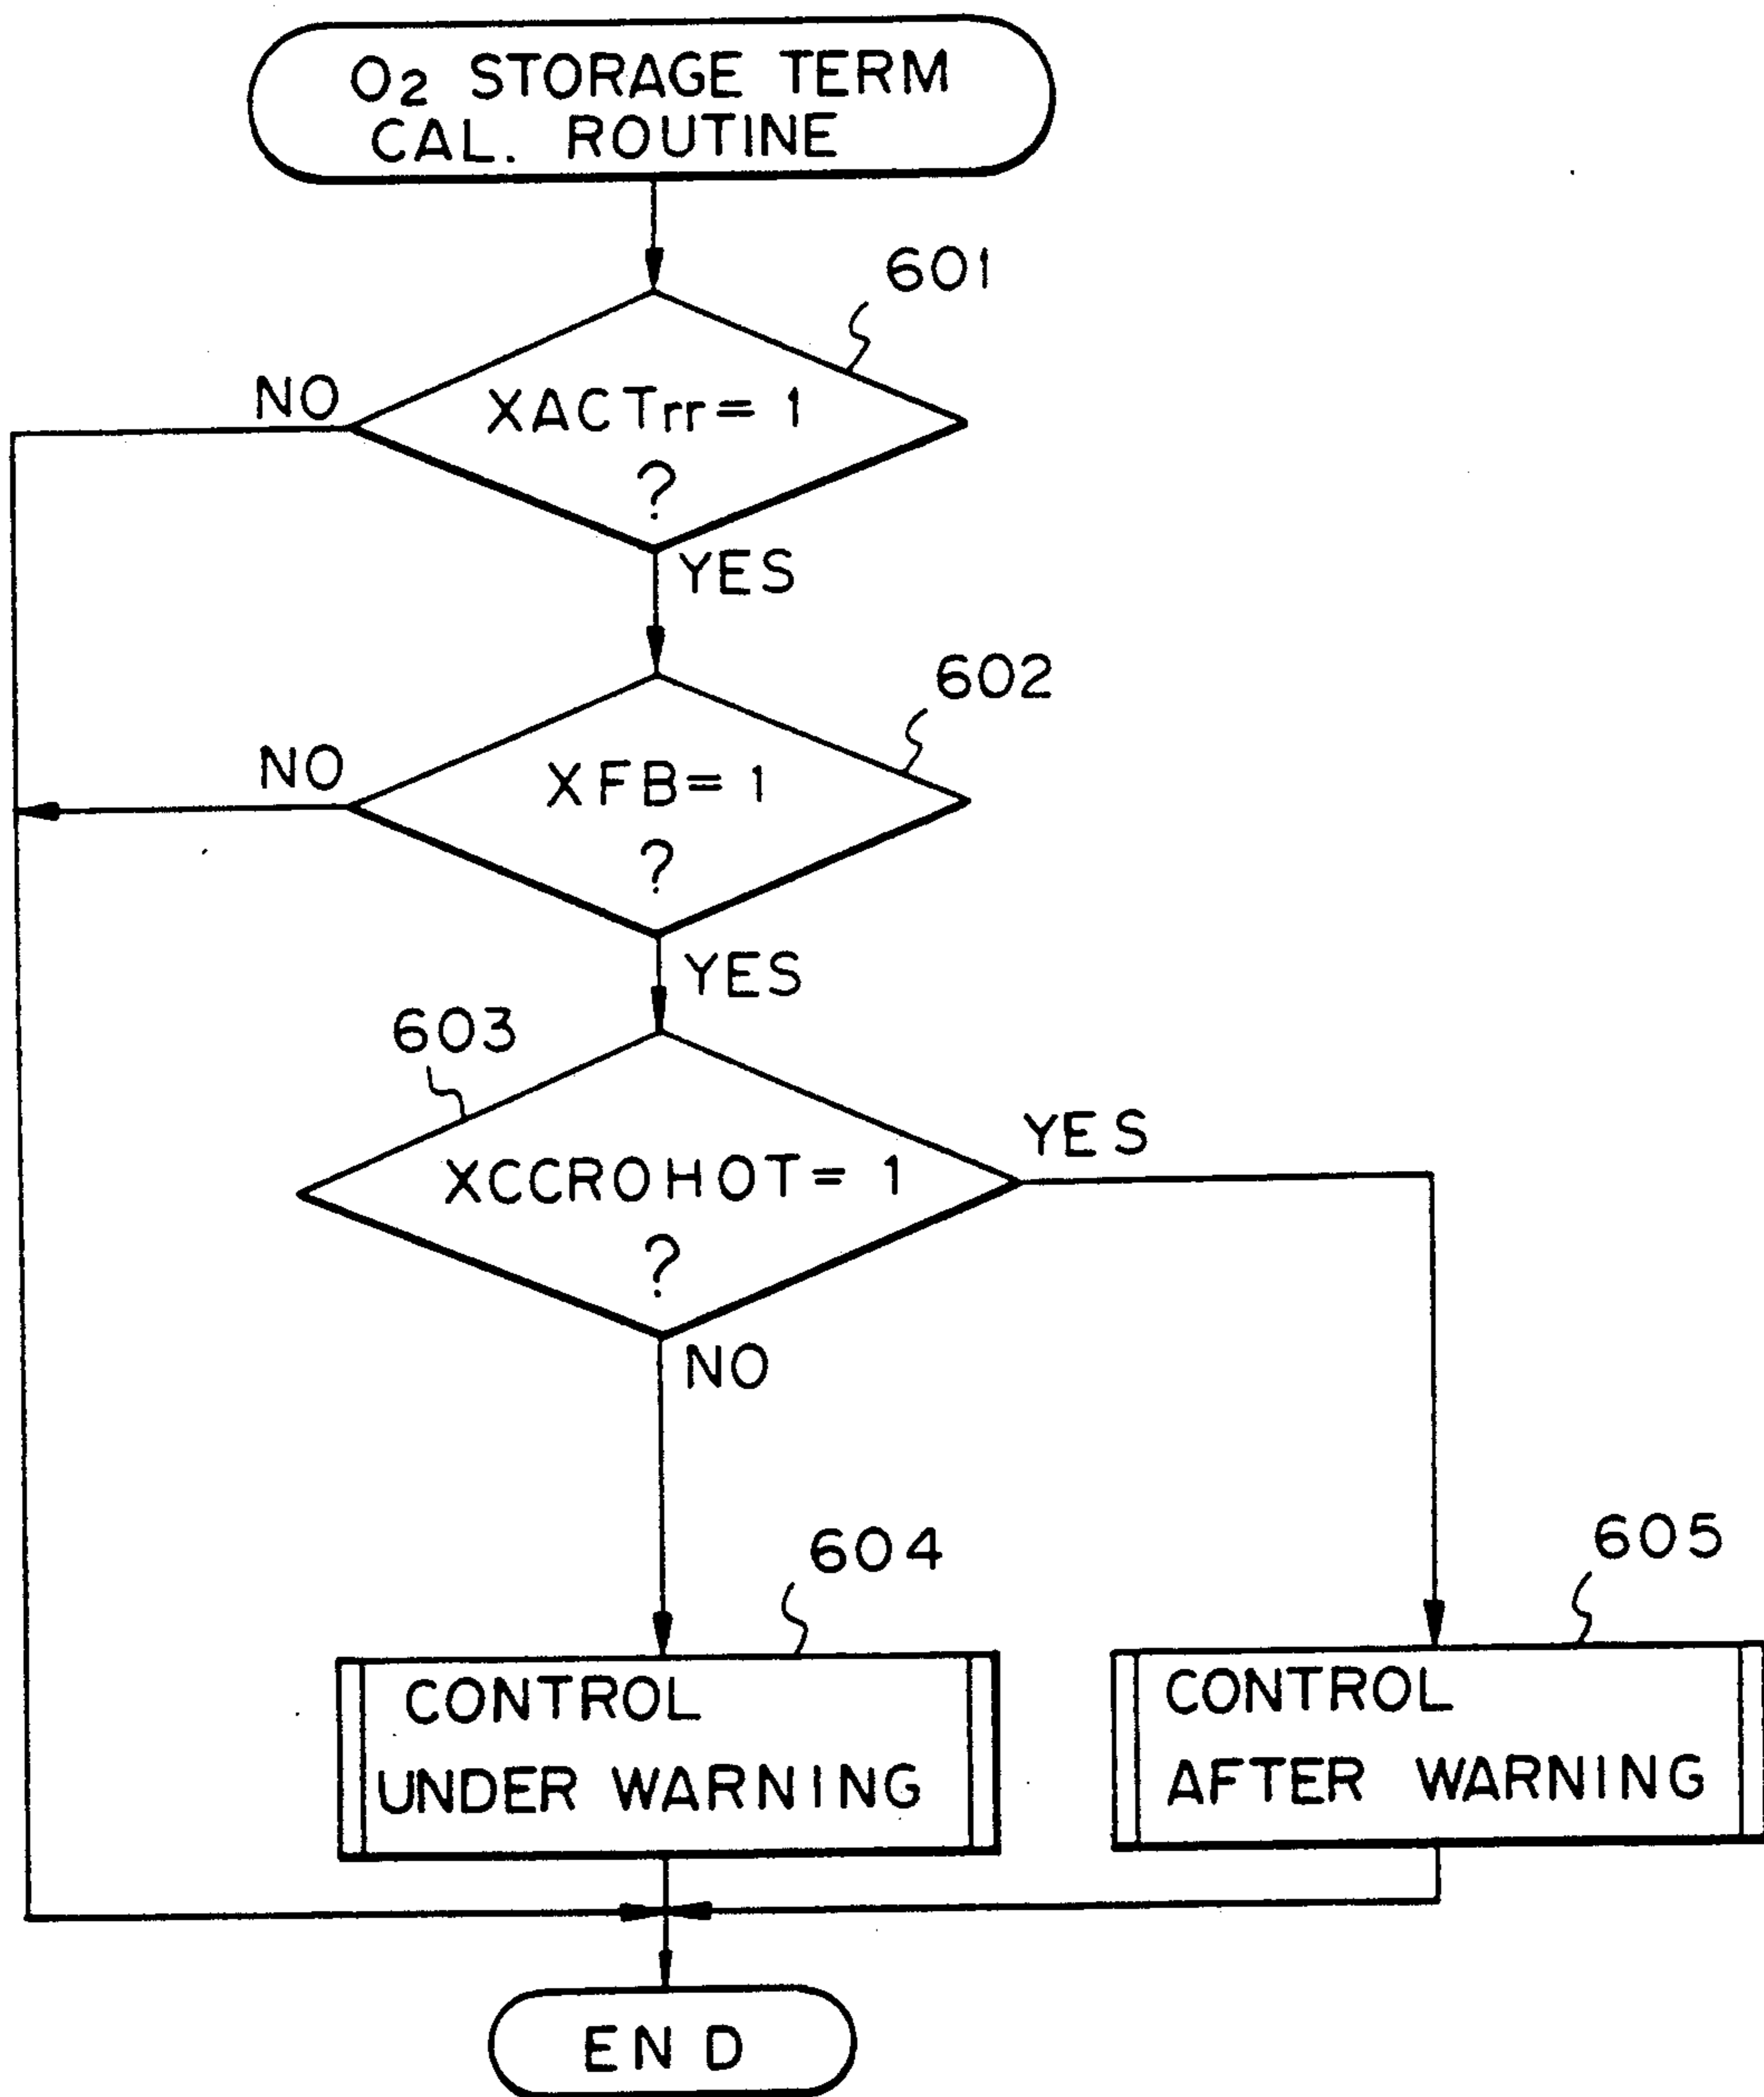 O2 STORAGE TERM
CAL. ROUTINE
601
NO
XACTrr = 1
?
YES
602
NO
XFB = 1
?
YES
603
YES
XCCROHOT = 1
?
NO
604
605
CONTROL
UNDER WARNING
CONTROL
AFTER WARNING
END